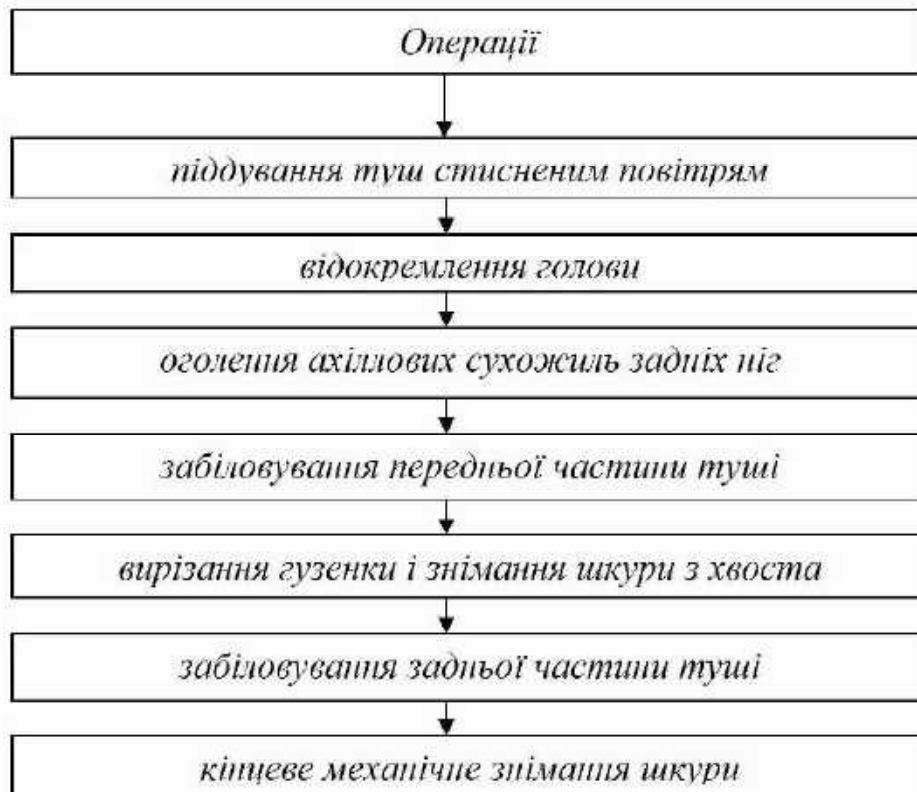 Операції
піддування туш стисненим повітрям
відокремлення голови
оголення ахіллових сухожиль задніх ніг
забіловування передньої частини туші
вирізання гузенки і знімання шкури з хвоста
забіловування задньої частини туші
кінцеве механічне знімання шкури